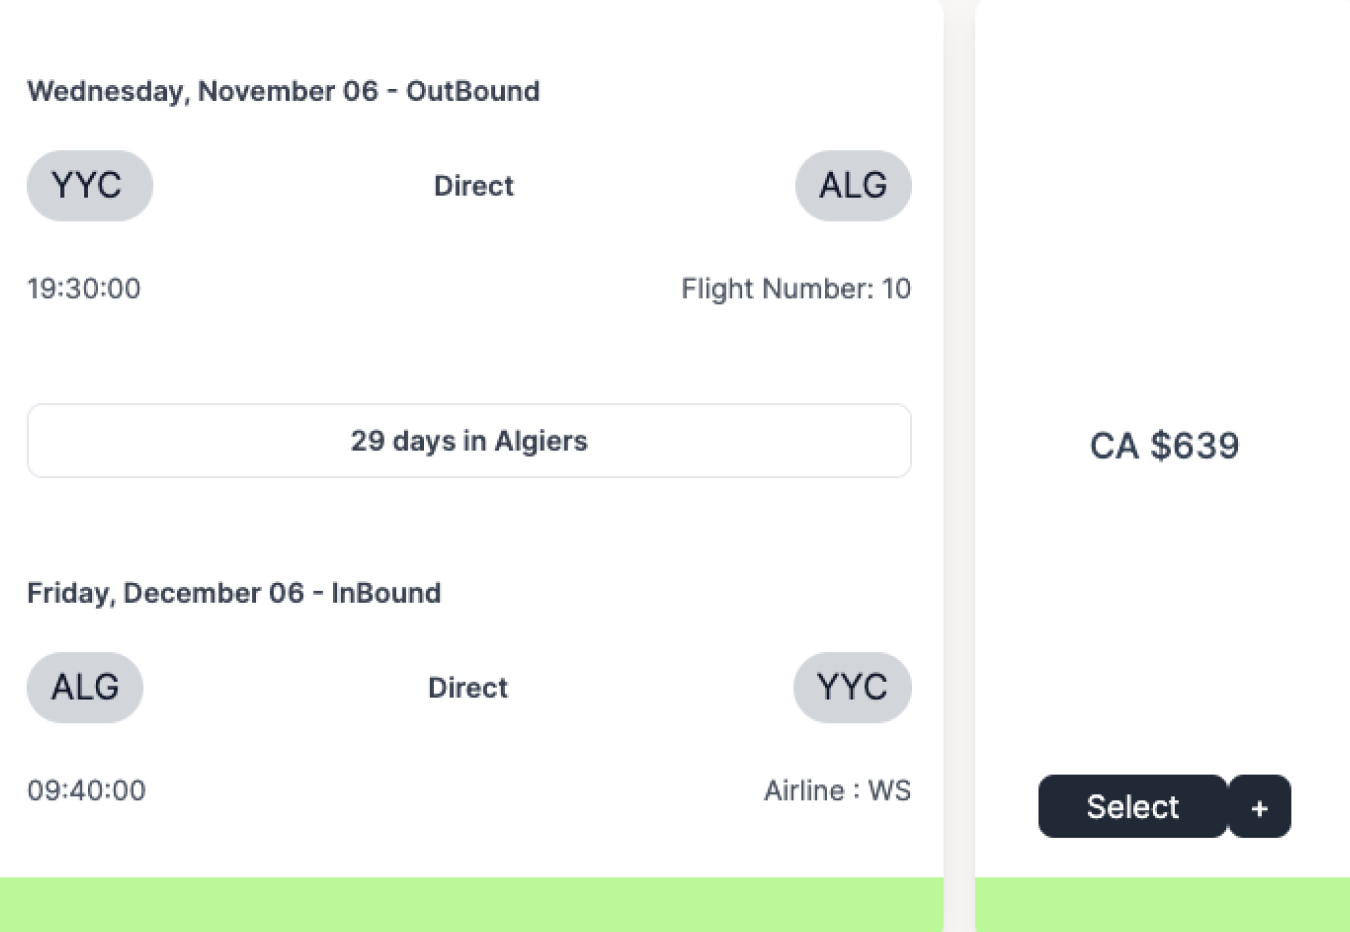 Wednesday, November 06 - OutBound
YYC Direct ALG
19:30:00 Flight Number: 10
29 days in Algiers
CA $639
Friday, December 06 - InBound
ALG Direct YYC
09:40:00 Airline : WS
Select +